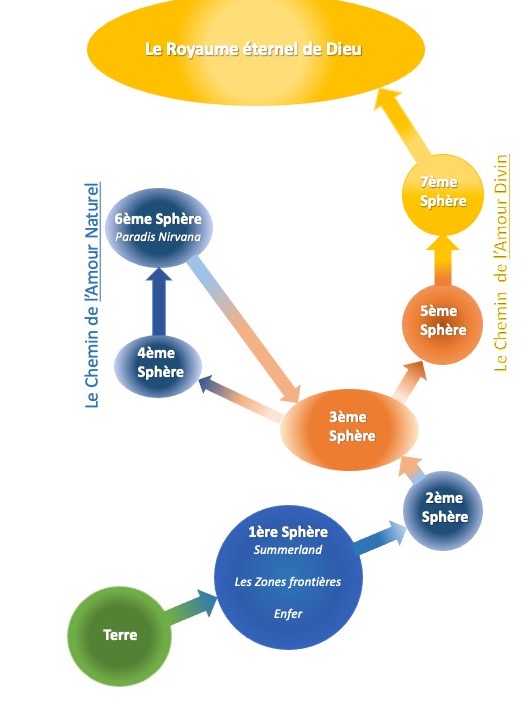 Le Royaume éternel de Dieu
7ème
Sphère
Le Chemin de l'Amour Divin
6ème Sphère
Paradis Nirvana
Le Chemin de l'Amour Naturel
5ème
Sphère
4ème
Sphère
3ème
Sphère
2ème
Sphère
1ère Sphère
Summerland
Les Zones frontières
Enfer
Terre